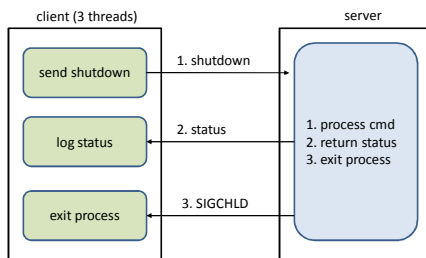 client (3 threads)
server
send shutdown
1. shutdown
log status
2. status
1. process cmd
2. return status
3. exit process
exit process
3. SIGCHLD